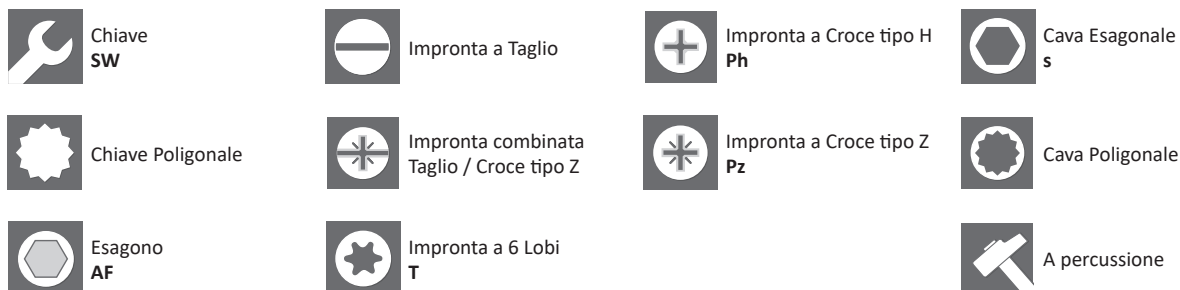 Chiave
SW
Impronta a Taglio
Impronta a Croce tipo H
Ph
Cava Esagonale
s
Chiave Poligonale
Impronta combinata
Taglio / Croce tipo Z
Impronta a Croce tipo Z
Pz
Cava Poligonale
Esagono
AF
Impronta a 6 Lobi
T
A percussione